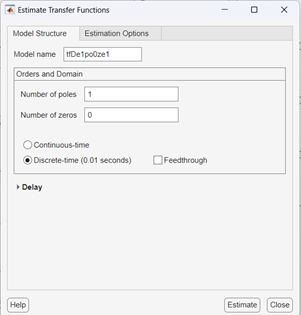 Estimate Transfer Functions
Model Structure Estimation Options
Model name tfDe1po0ze1
Orders and Domain
Number of poles 1
Number of zeros 0
Continuous-time
Discrete-time (0.01 seconds) Feedthrough
Delay
Help Estimate Close